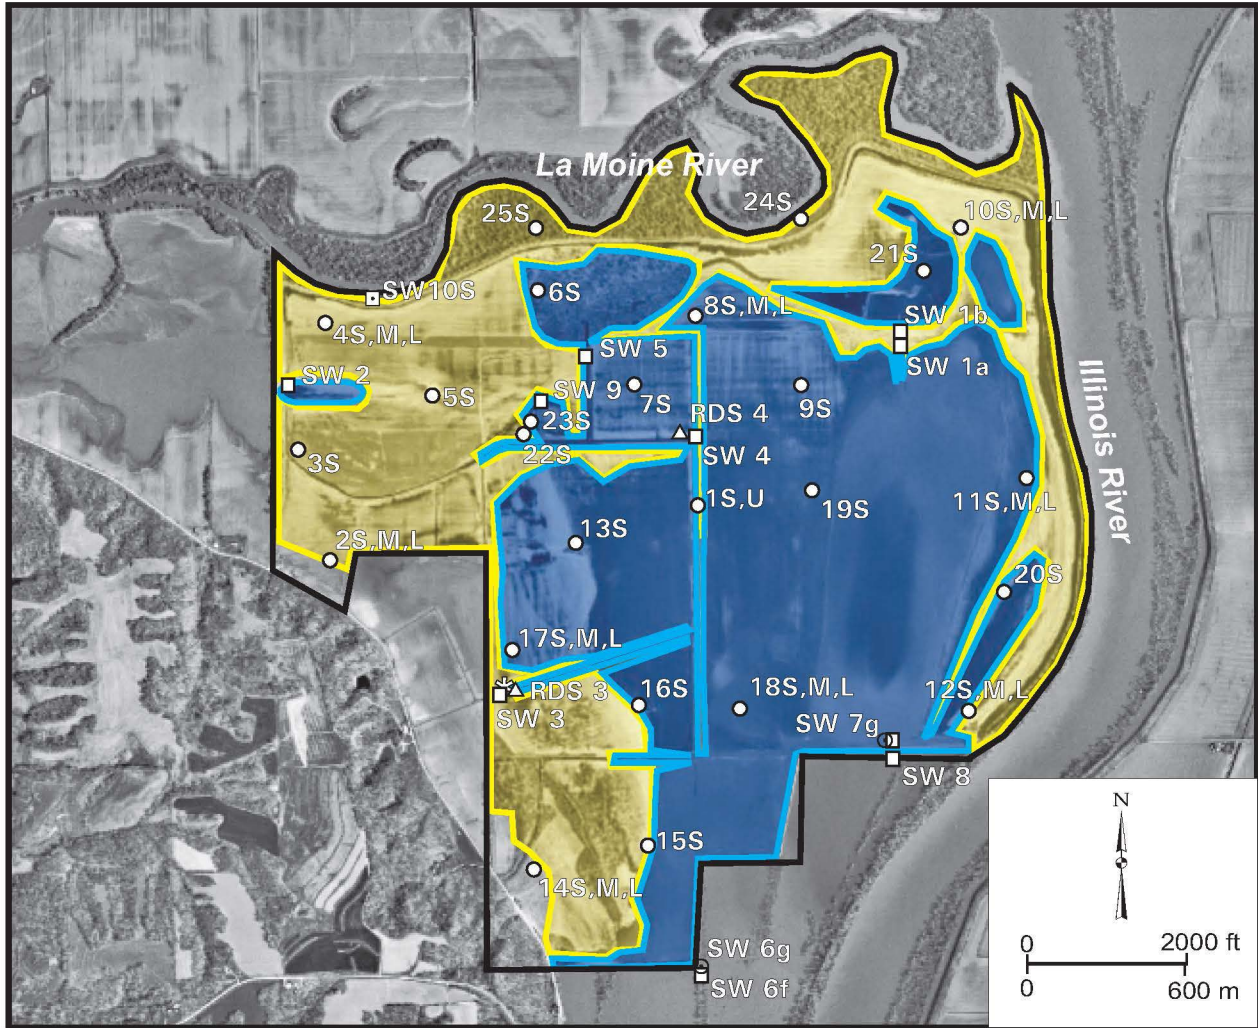 La Moine River
24S
25S
10S,M,L
21S
SW10S
6S
8S,M,L
4S,M,L
SW 1b
SW 5
SW 1a
SW 2
SW 9
7S
9S
5S
23S
RDS 4
22S
SW 4
3S
Illinois River
1S,U
19S
11S,M,L
13S
2S,M,L
20S
17S,M,L
RDS 3
16S
18S,M,L
12S,M,L
SW 3
SW 7g
SW 8
N
15S
14S,M,L
0 2000 ft
0 600 m
SW 6g
SW 6f